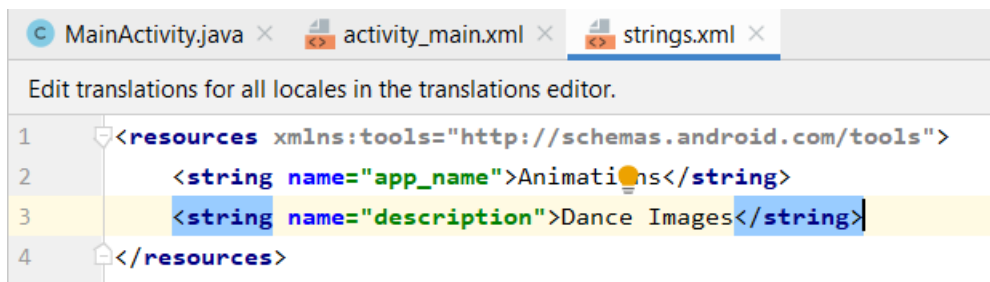 C MainActivity.java × <> activity_main.xml × <> strings.xml ×
Edit translations for all locales in the translations editor.
1 <resources xmlns:tools="http://schemas.android.com/tools">
2 <string name="app_name">Animations</string>
3 <string name="description">Dance Images</string>
4 </resources>